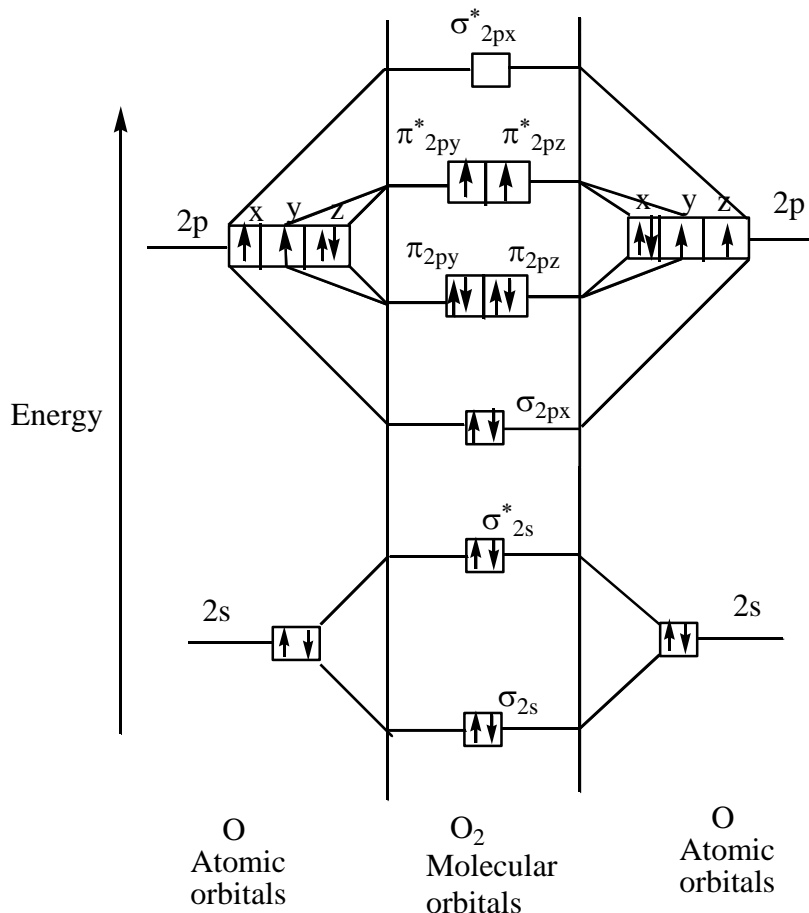 σ*2px
π*2py π*2pz
2p x y z x y z 2p
π2py π2pz
Energy
σ2px
σ*2s
2s 2s
σ2s
O O2 O
Atomic Molecular Atomic
orbitals orbitals orbitals